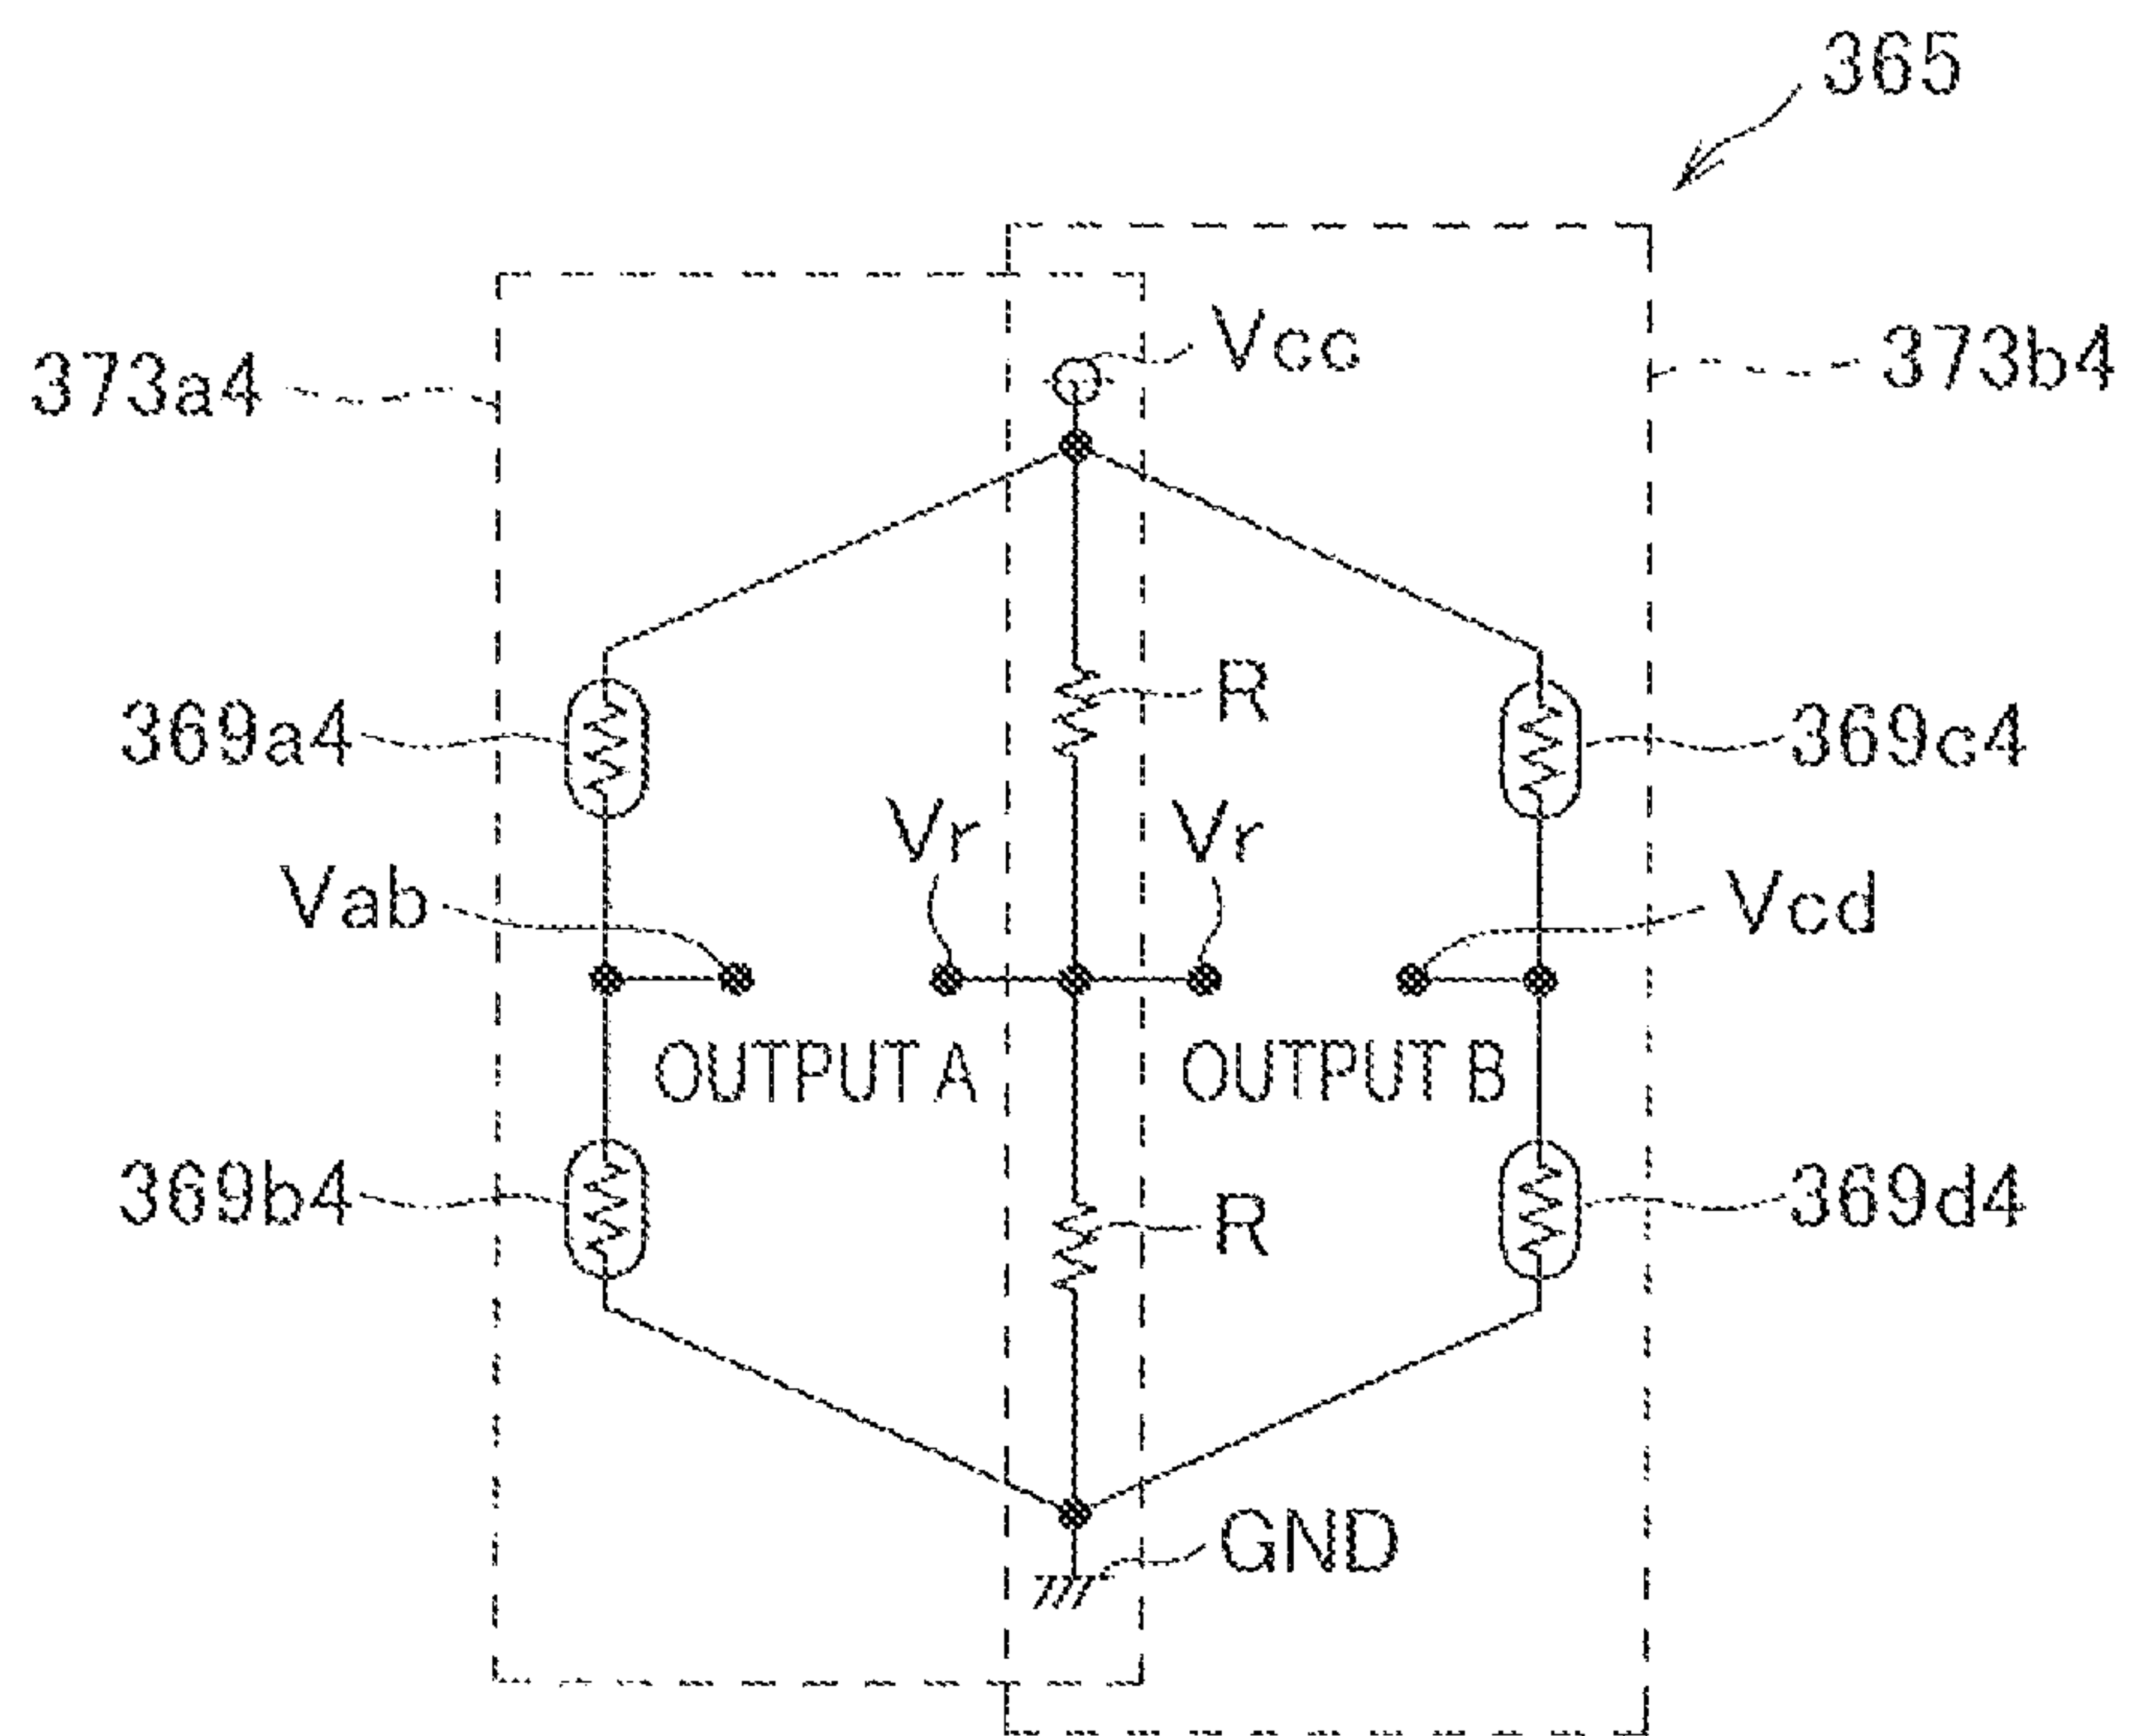 365
Vcc
373a4
373b4
R
369a4
369c4
Vr
Vr
Vab
Vcd
OUTPUT A
OUTPUT B
369b4
R
369d4
GND